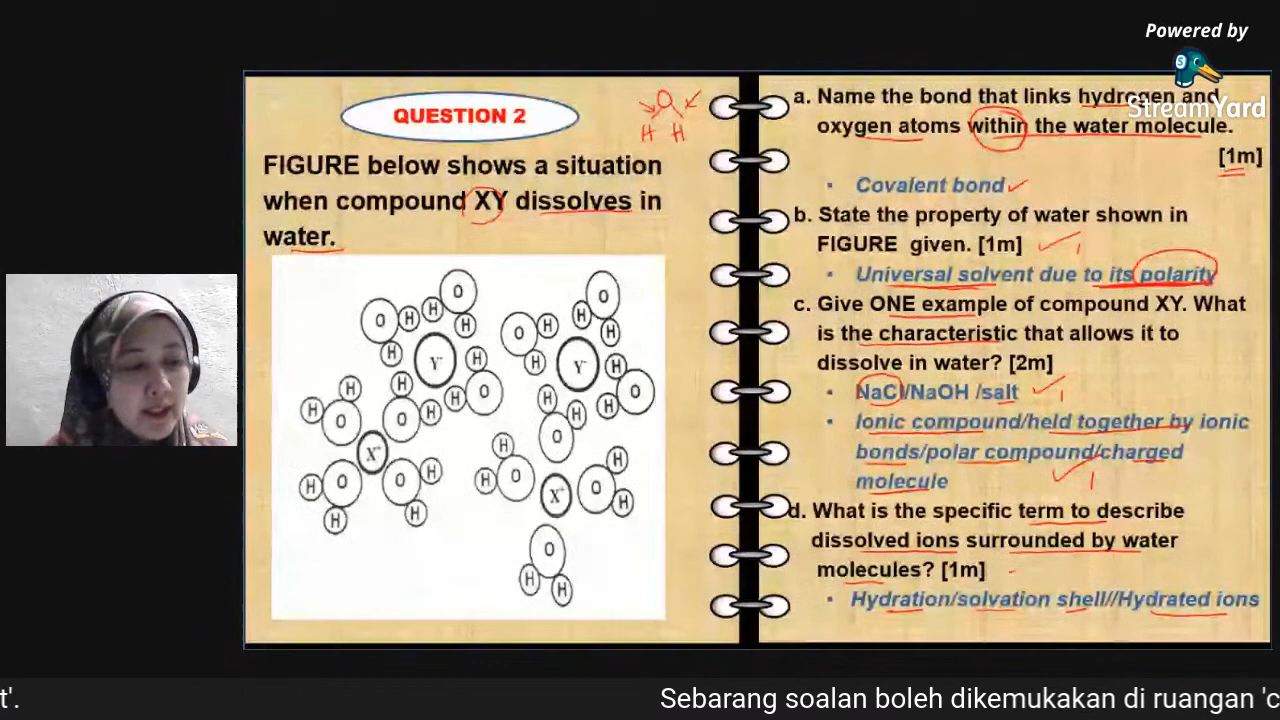 Powered by
StreamYard
QUESTION 2
O
H H
FIGURE below shows a situation
when compound XY dissolves in
water.
O O
O H H H O H
H H H
H Y⁻ H Y⁻ H O
H H O H H
H O O H H H
X⁺ H O
H O O H H O O H
H H X⁺ H
O
H H
a. Name the bond that links hydrogen and
oxygen atoms within the water molecule.
[1m]
• Covalent bond
b. State the property of water shown in
FIGURE given. [1m] 1
• Universal solvent due to its polarity
c. Give ONE example of compound XY. What
is the characteristic that allows it to
dissolve in water? [2m]
• NaCl/NaOH /salt 1
• Ionic compound/held together by ionic
bonds/polar compound/charged
molecule 1
d. What is the specific term to describe
dissolved ions surrounded by water
molecules? [1m]
• Hydration/solvation shell//Hydrated ions
t'. Sebarang soalan boleh dikemukakan di ruangan 'c